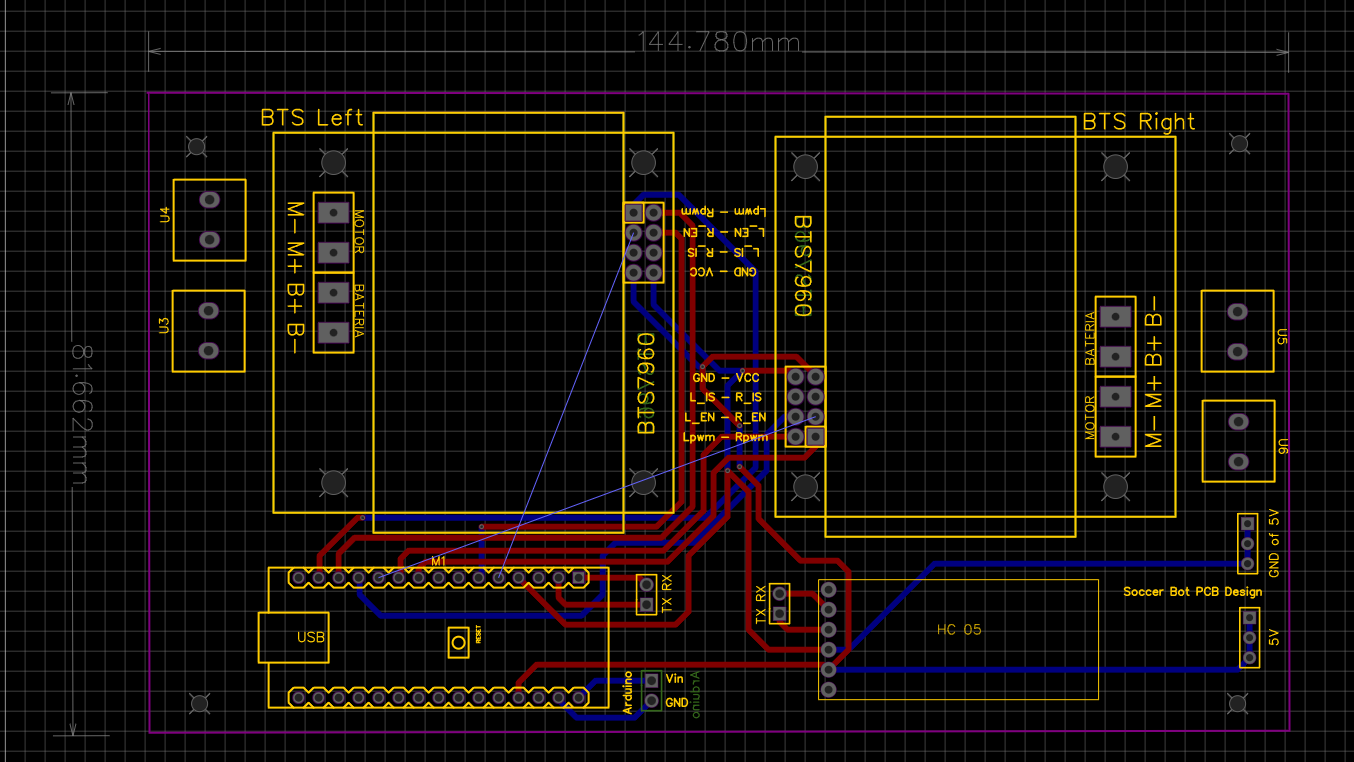 144.780mm
81.662mm
BTS Left
BTS Right
U4
U3
M- M+ B+ B-
MOTOR
BATERIA
Lpwm - Rpwm
L_EN - R_EN
L_IS - R_IS
GND - VCC
BTS7960
BTS7960
GND - VCC
L_IS - R_IS
L_EN - R_EN
Lpwm - Rpwm
BATERIA
MOTOR
M- M+ B+ B-
U5
U6
M1
USB
RESET
TX RX
TX RX
HC 05
GND of 5V
Soccer Bot PCB Design
5V
Arduino
Vin
GND
Arduino